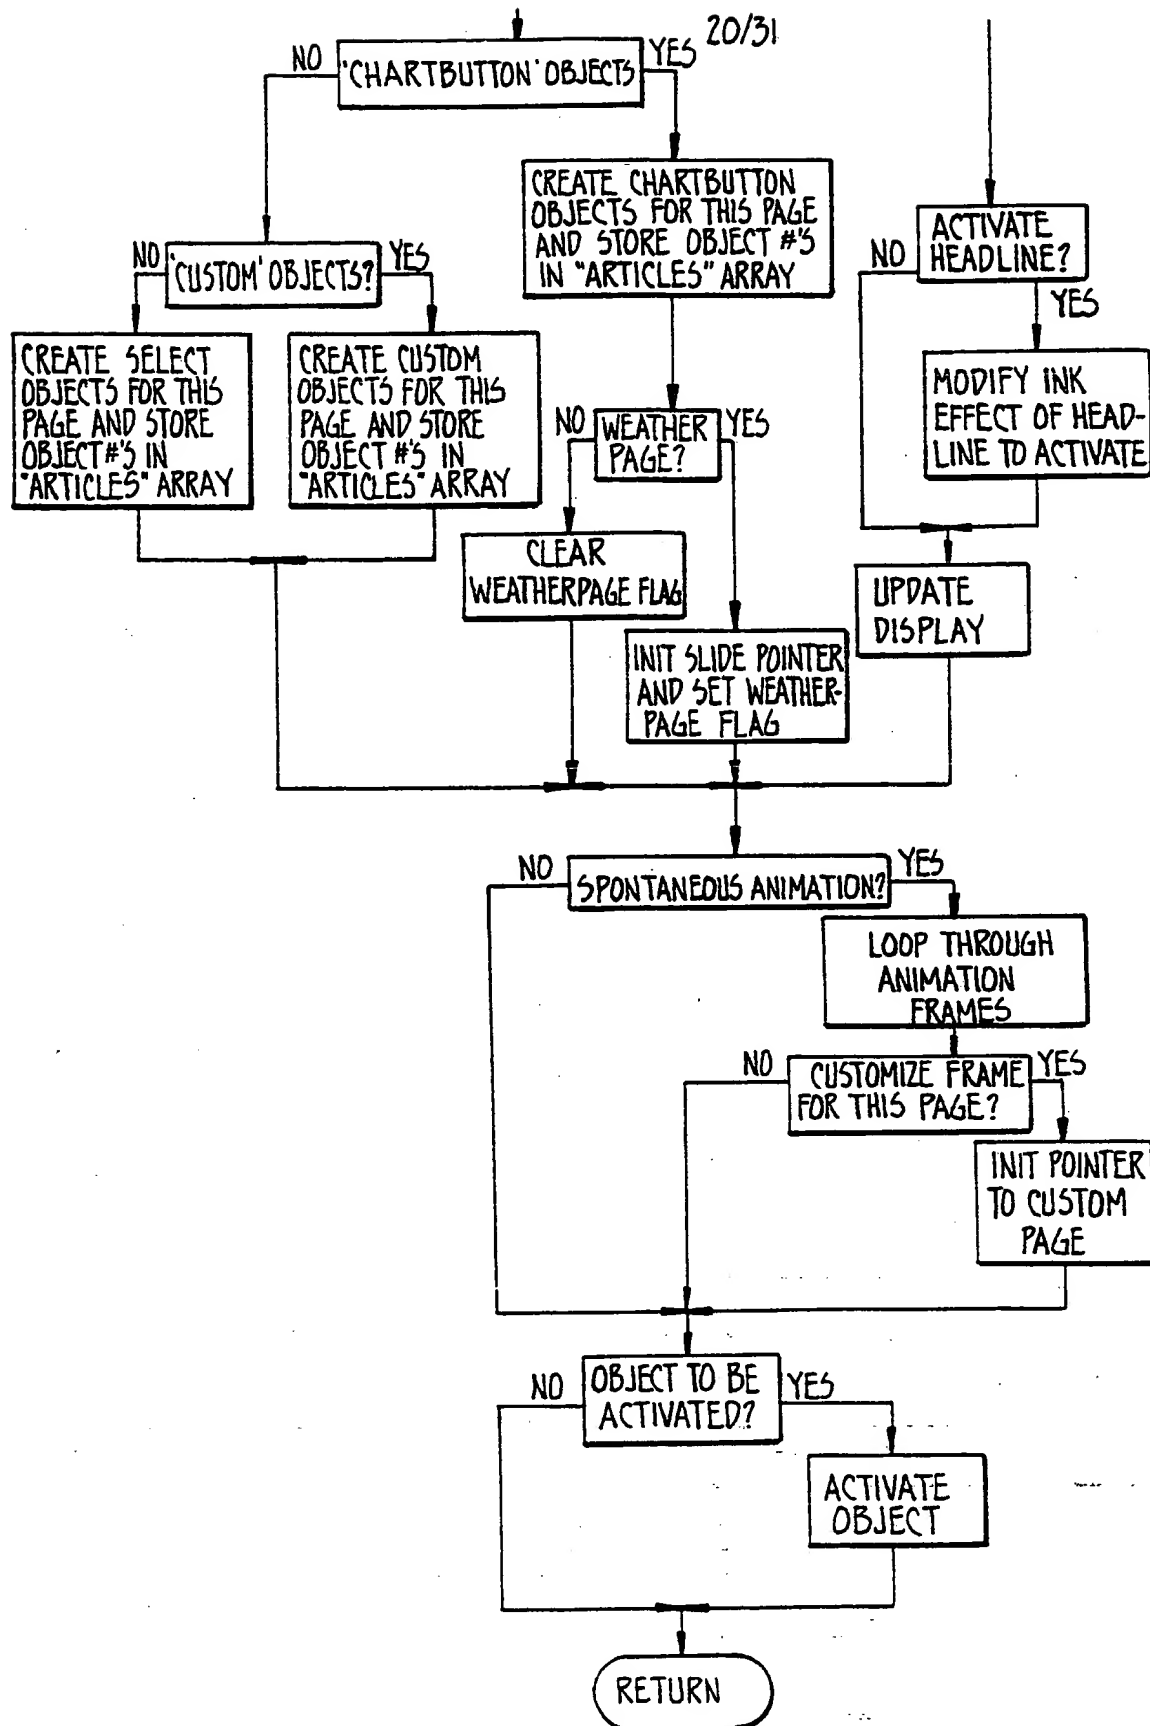 20/31
NO
'CHARTBUTTON' OBJECTS
YES
CREATE CHARTBUTTON
OBJECTS FOR THIS PAGE
AND STORE OBJECT #'S
IN "ARTICLES" ARRAY
NO
ACTIVATE
HEADLINE?
YES
NO
'CUSTOM' OBJECTS?
YES
CREATE SELECT
OBJECTS FOR THIS
PAGE AND STORE
OBJECT #'S IN
"ARTICLES" ARRAY
CREATE CUSTOM
OBJECTS FOR THIS
PAGE AND STORE
OBJECT #'S IN
"ARTICLES" ARRAY
MODIFY INK
EFFECT OF HEAD-
LINE TO ACTIVATE
NO
WEATHER
PAGE?
YES
CLEAR
WEATHERPAGE FLAG
UPDATE
DISPLAY
INIT SLIDE POINTER
AND SET WEATHER-
PAGE FLAG
NO
SPONTANEOUS ANIMATION?
YES
LOOP THROUGH
ANIMATION
FRAMES
NO
CUSTOMIZE FRAME
FOR THIS PAGE?
YES
INIT POINTER
TO CUSTOM
PAGE
NO
OBJECT TO BE
ACTIVATED?
YES
ACTIVATE
OBJECT
RETURN